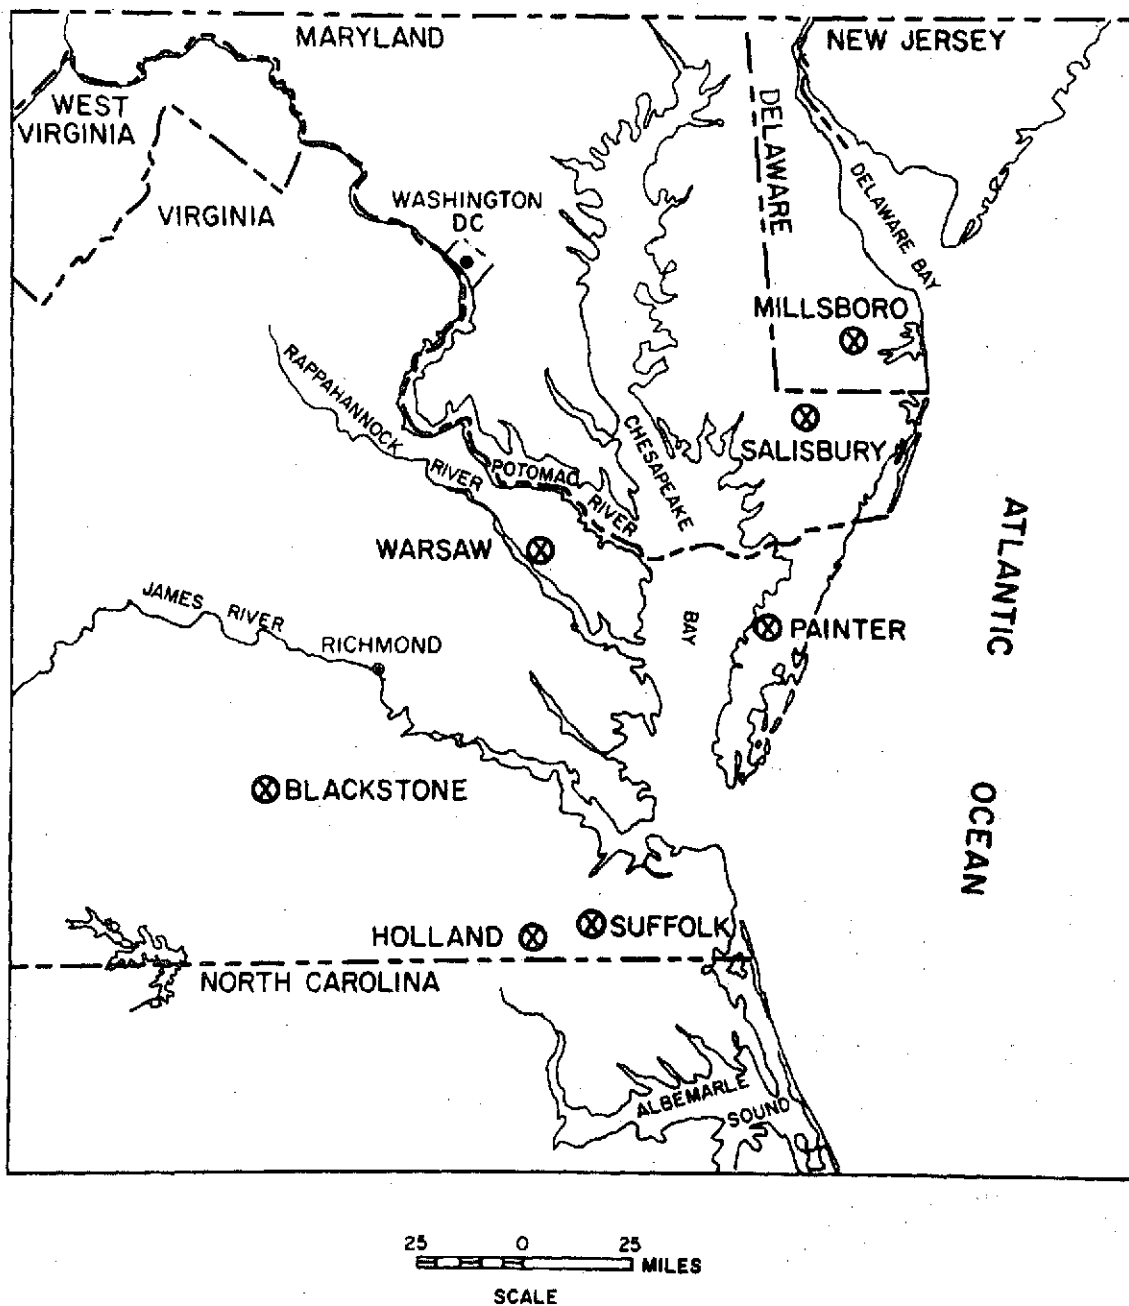 MARYLAND
NEW JERSEY
WEST
VIRGINIA
VIRGINIA
DELAWARE
DELAWARE BAY
WASHINGTON
DC
MILLSBORO
RAPPAHANNOCK
RIVER
POTOMAC
RIVER
CHESAPEAKE
BAY
SALISBURY
WARSAW
ATLANTIC
OCEAN
JAMES RIVER
RICHMOND
PAINTER
BLACKSTONE
HOLLAND
SUFFOLK
NORTH CAROLINA
ALBEMARLE
SOUND
25 0 25
MILES
SCALE